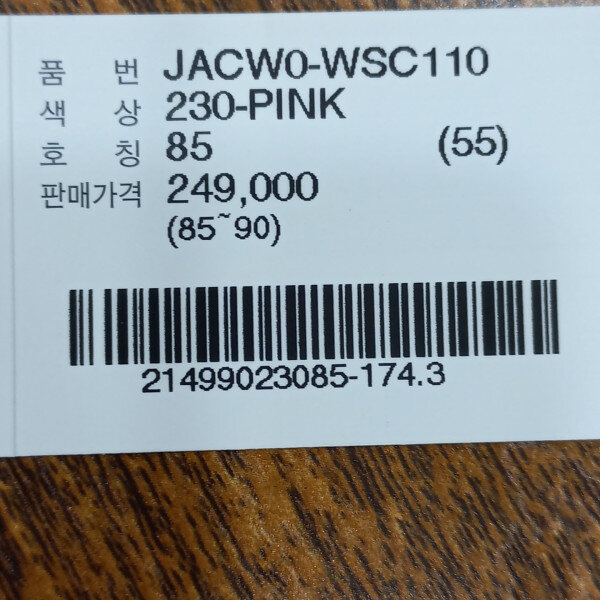 품 번 JACW0-WSC110
색 상 230-PINK
호 칭 85 (55)
판매가격 249,000
(85~90)
21499023085-174.3